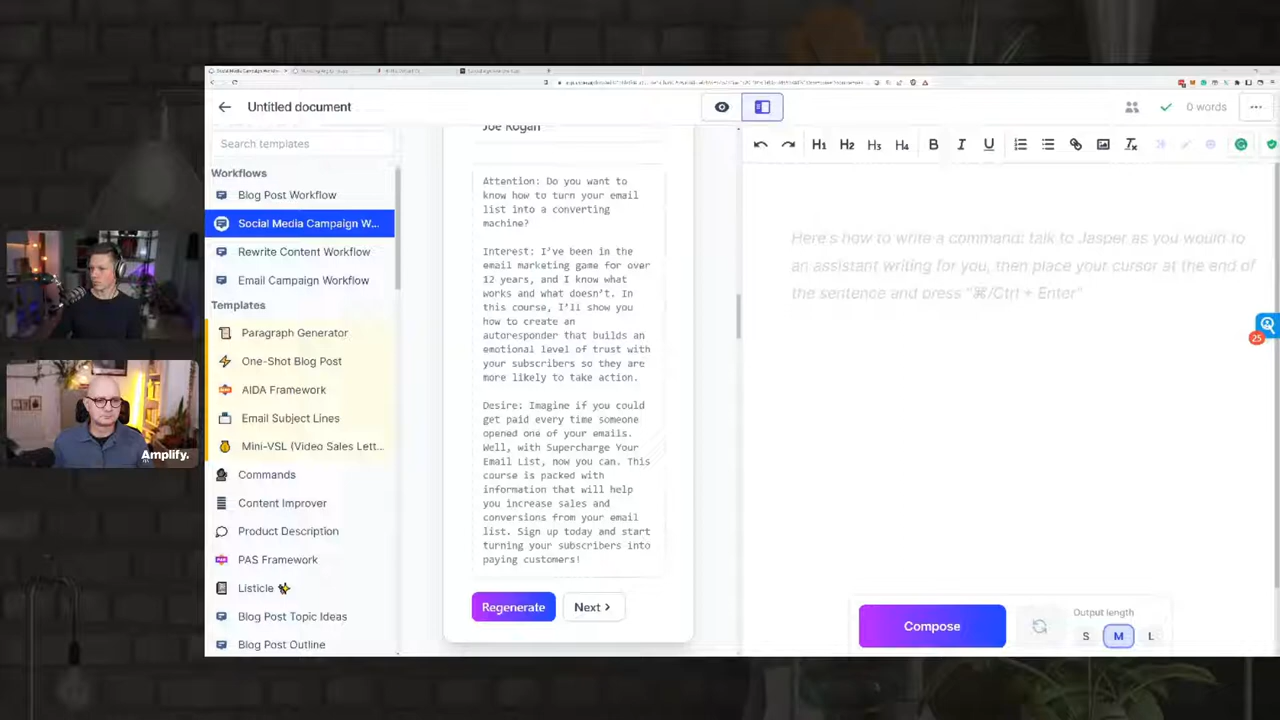 Untitled document
0 words
Search templates
H1 H2 H3 H4 B I U
Workflows
Blog Post Workflow
Social Media Campaign W...
Rewrite Content Workflow
Email Campaign Workflow
Templates
Paragraph Generator
One-Shot Blog Post
AIDA Framework
Email Subject Lines
Mini-VSL (Video Sales Lett...
Commands
Content Improver
Product Description
PAS Framework
Listicle
Blog Post Topic Ideas
Blog Post Outline
Joe Rogan
Attention: Do you want to
know how to turn your email
list into a converting
machine?
Interest: I've been in the
email marketing game for over
12 years, and I know what
works and what doesn't. In
this course, I'll show you
how to create an
autoresponder that builds an
emotional level of trust with
your subscribers so they are
more likely to take action.
Desire: Imagine if you could
get paid every time someone
opened one of your emails.
Well, with Supercharge Your
Email List, now you can. This
course is packed with
information that will help
you increase sales and
conversions from your email
list. Sign up today and start
turning your subscribers into
paying customers!
Regenerate
Next
Here's how to write a command: talk to Jasper as you would to
an assistant writing for you, then place your cursor at the end of
the sentence and press "⌘/Ctrl + Enter"
25
Compose
Output length
S M L
Amplify.